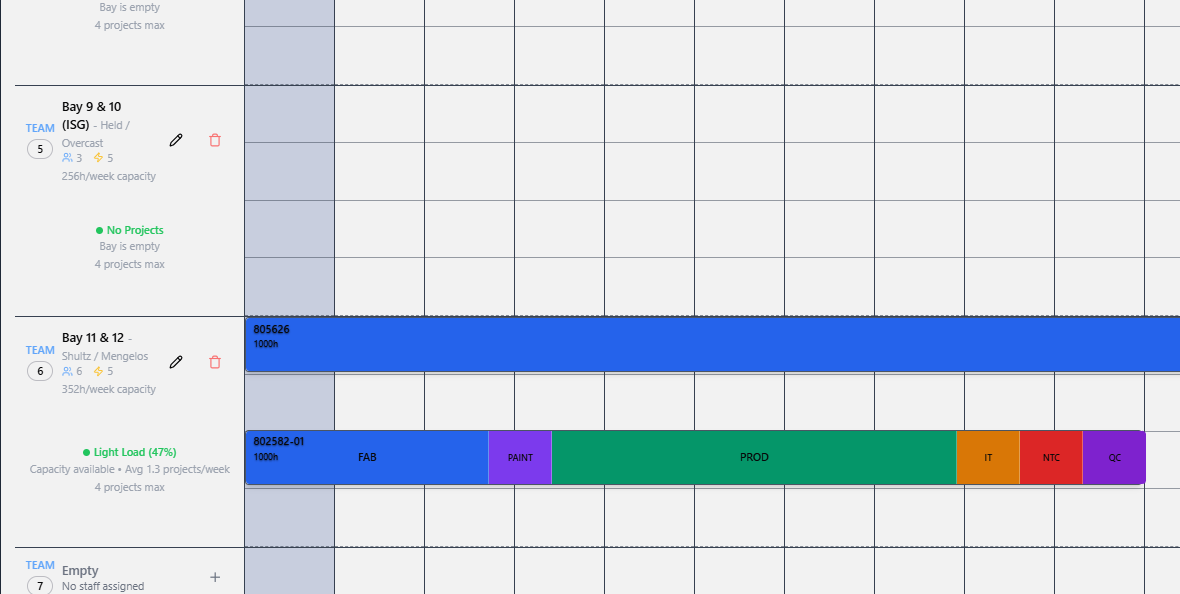 Bay is empty
4 projects max
Bay 9 & 10
(ISG) - Held /
Overcast
TEAM
5
3 5
256h/week capacity
No Projects
Bay is empty
4 projects max
Bay 11 & 12 -
Shultz / Mengelos
TEAM
6
6 5
352h/week capacity
805626
1000h
Light Load (47%)
Capacity available • Avg 1.3 projects/week
4 projects max
802582-01
1000h
FAB
PAINT
PROD
IT
NTC
QC
TEAM
7
Empty
No staff assigned
+